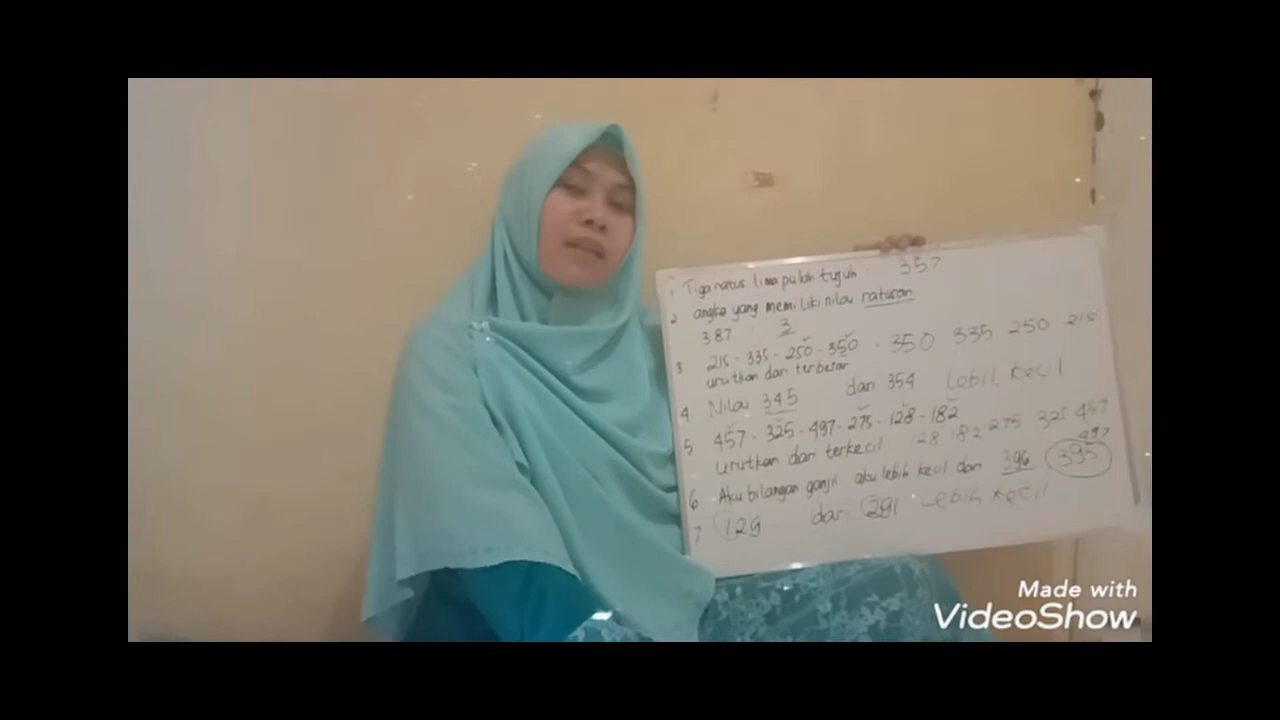 1 Tiga ratus lima puluh tujuh 357
2 angka yang memiliki nilai ratusan
387 - 3
3 215 - 335 - 250 - 350 - 350 335 250 215
urutkan dari terbesar
4 Nilai 345 dari 354 Lebih kecil
5 457 - 325 - 497 - 275 - 128 - 182
urutkan dari terkecil 128 182 275 325 457
497
6 Aku bilangan ganjil aku lebih kecil dari 396 395
7 129 dari 291 Lebih kecil
Made with
VideoShow